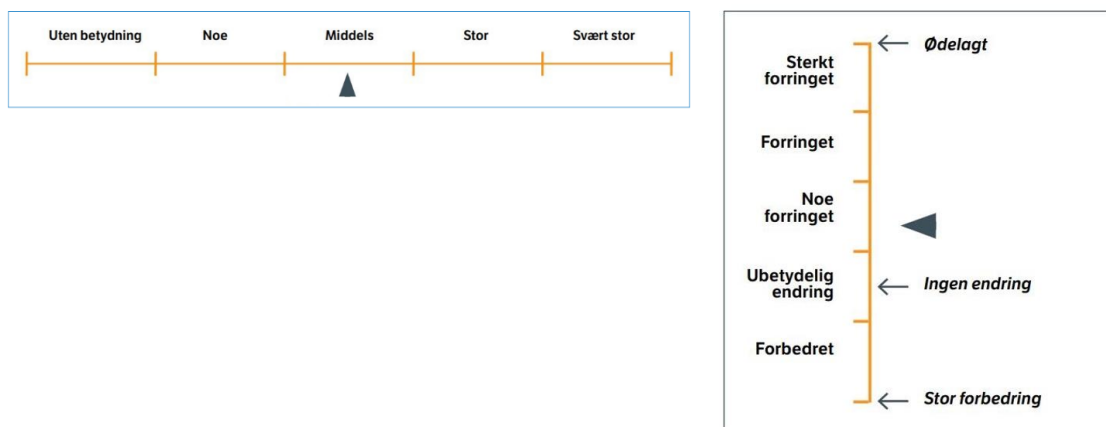 Uten betydning Noe Middels Stor Svært stor
Ødelagt
Sterkt
forringet
Forringet
Noe
forringet
Ubetydelig
endring
Ingen endring
Forbedret
Stor forbedring